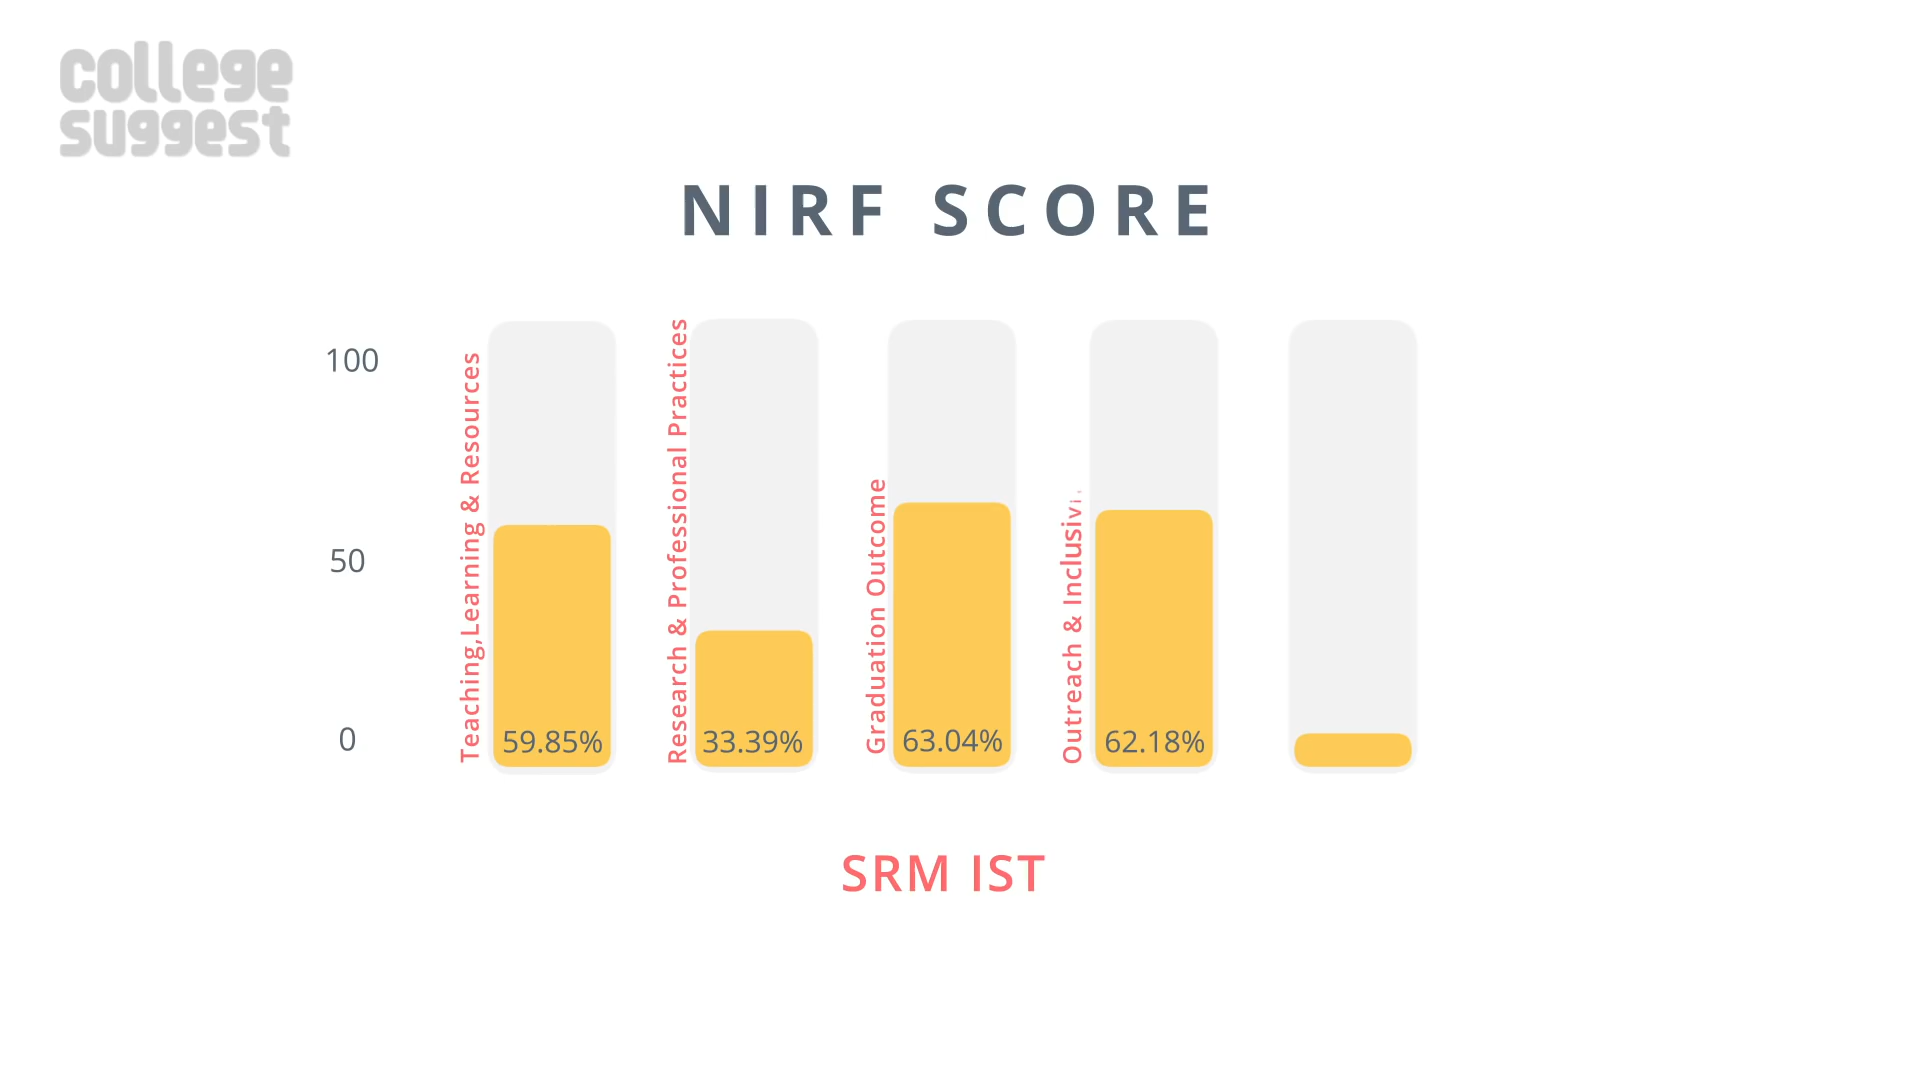 college
suggest
NIRF SCORE
100
50
0
Teaching,Learning & Resources
59.85%
Research & Professional Practices
33.39%
Graduation Outcome
63.04%
Outreach &
62.18%
SRM IST